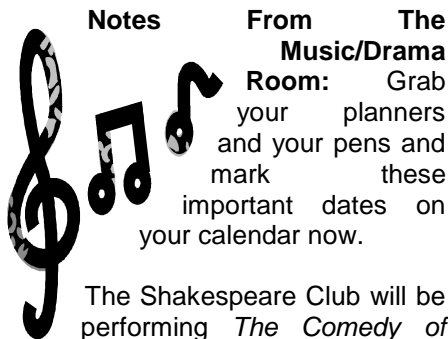 Notes From The
Music/Drama
Room: Grab
your planners
and your pens and
mark these
important dates on
your calendar now.
The Shakespeare Club will be
performing The Comedy of